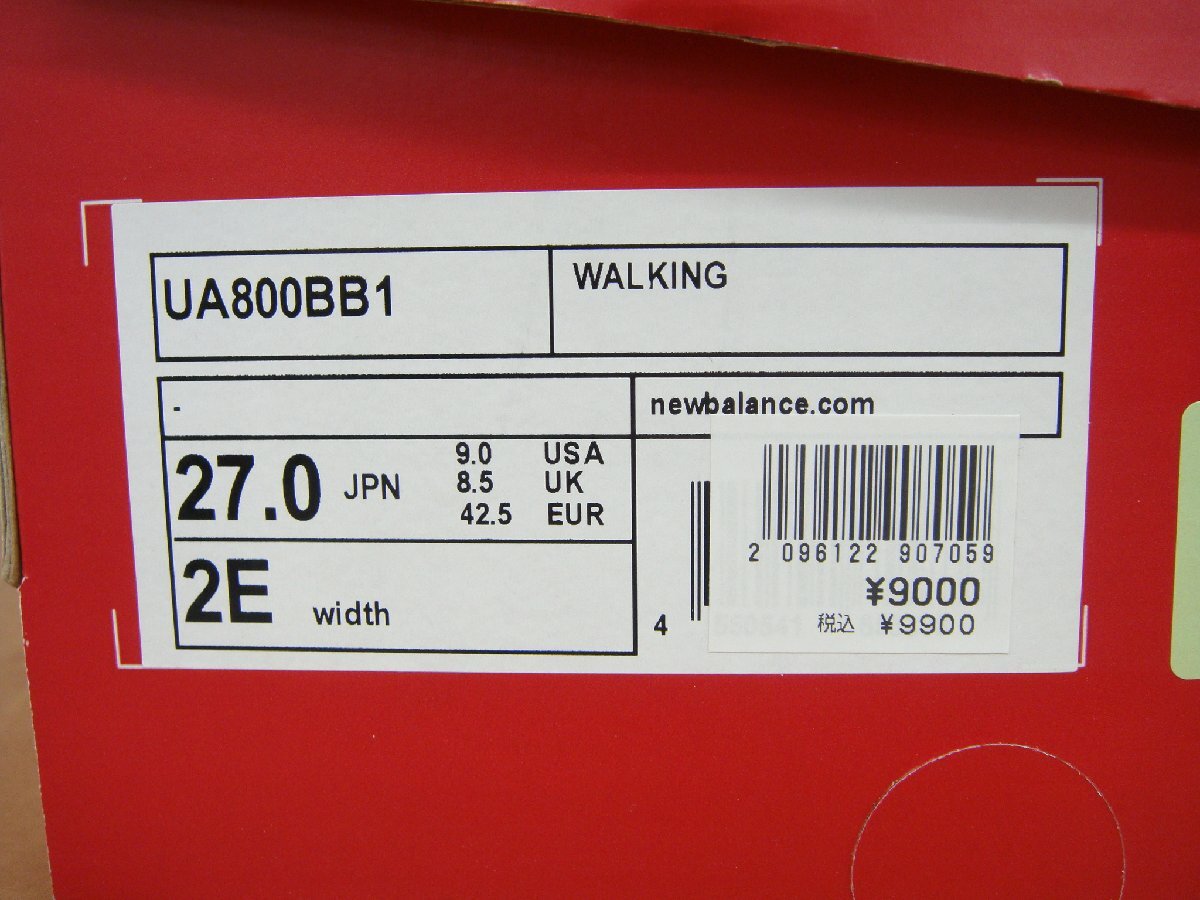 UA800BB1
WALKING
-
newbalance.com
27.0 JPN
9.0 USA
8.5 UK
42.5 EUR
2E width
4
2 096122 907059
¥9000
税込 ¥9900